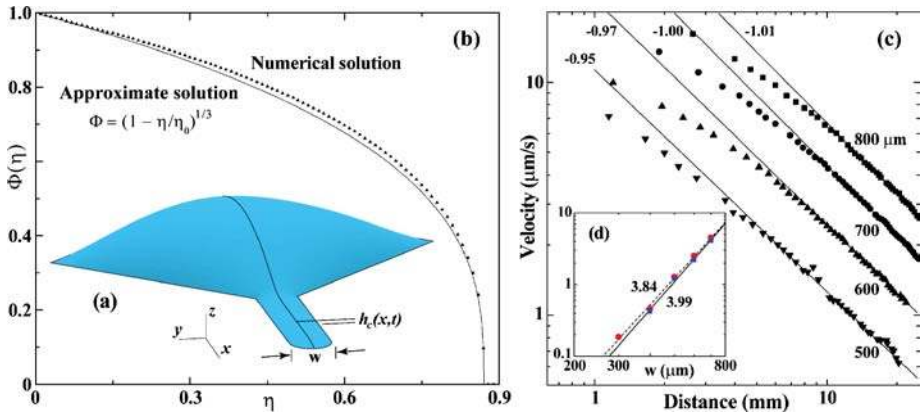 1.0
0.8
0.6
0.4
0.2
0.0
Φ(η)
(b)
Numerical solution
Approximate solution
Φ = (1 − η/η₀)^1/3
(a)
z
y
x
h_c(x,t)
w
0
0.3
0.6
0.9
η
-0.95
-0.97
-1.00
-1.01
(c)
10
1
Velocity (μm/s)
800 μm
700
600
500
(d)
10
1
0.1
3.84
3.99
200
300
800
w (μm)
1
10
Distance (mm)